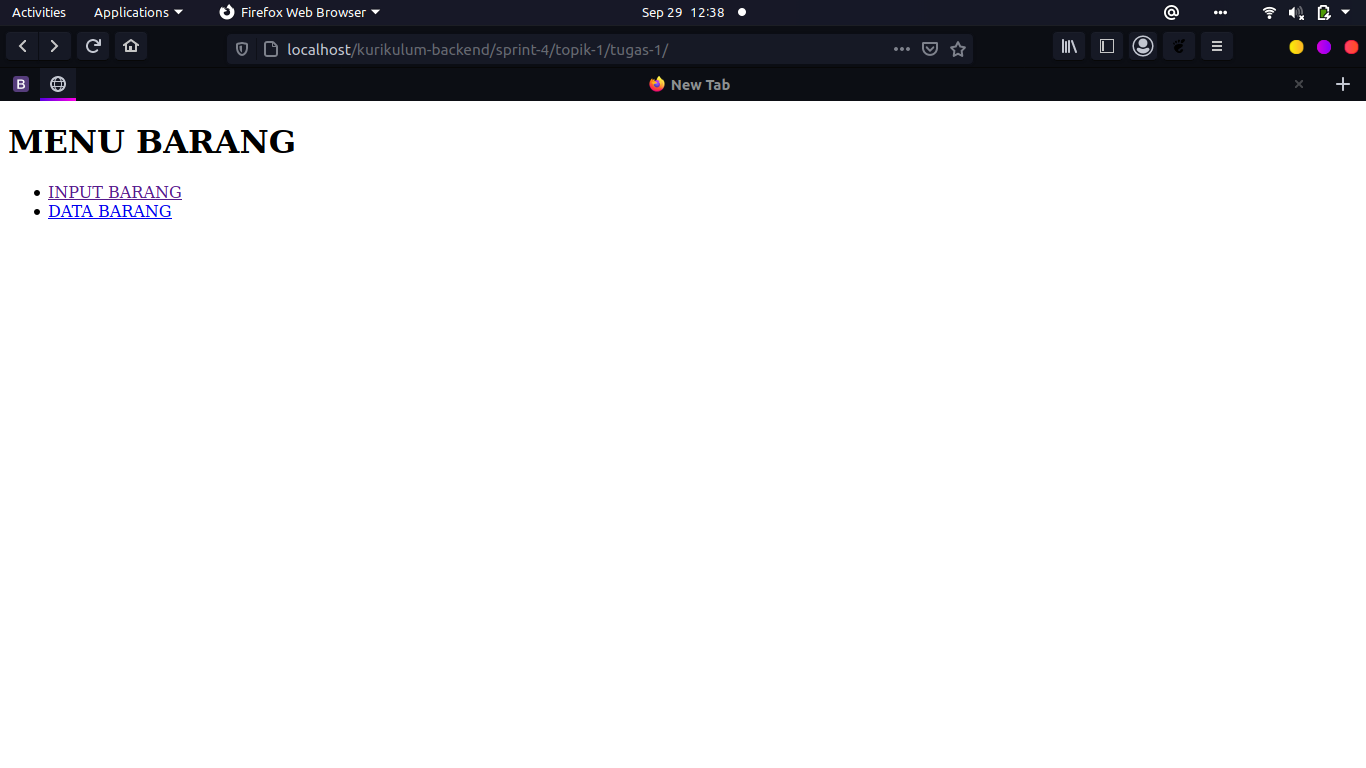 Activities Applications Firefox Web Browser Sep 29 12:38
localhost/kurikulum-backend/sprint-4/topik-1/tugas-1/
B New Tab
MENU BARANG
INPUT BARANG
DATA BARANG